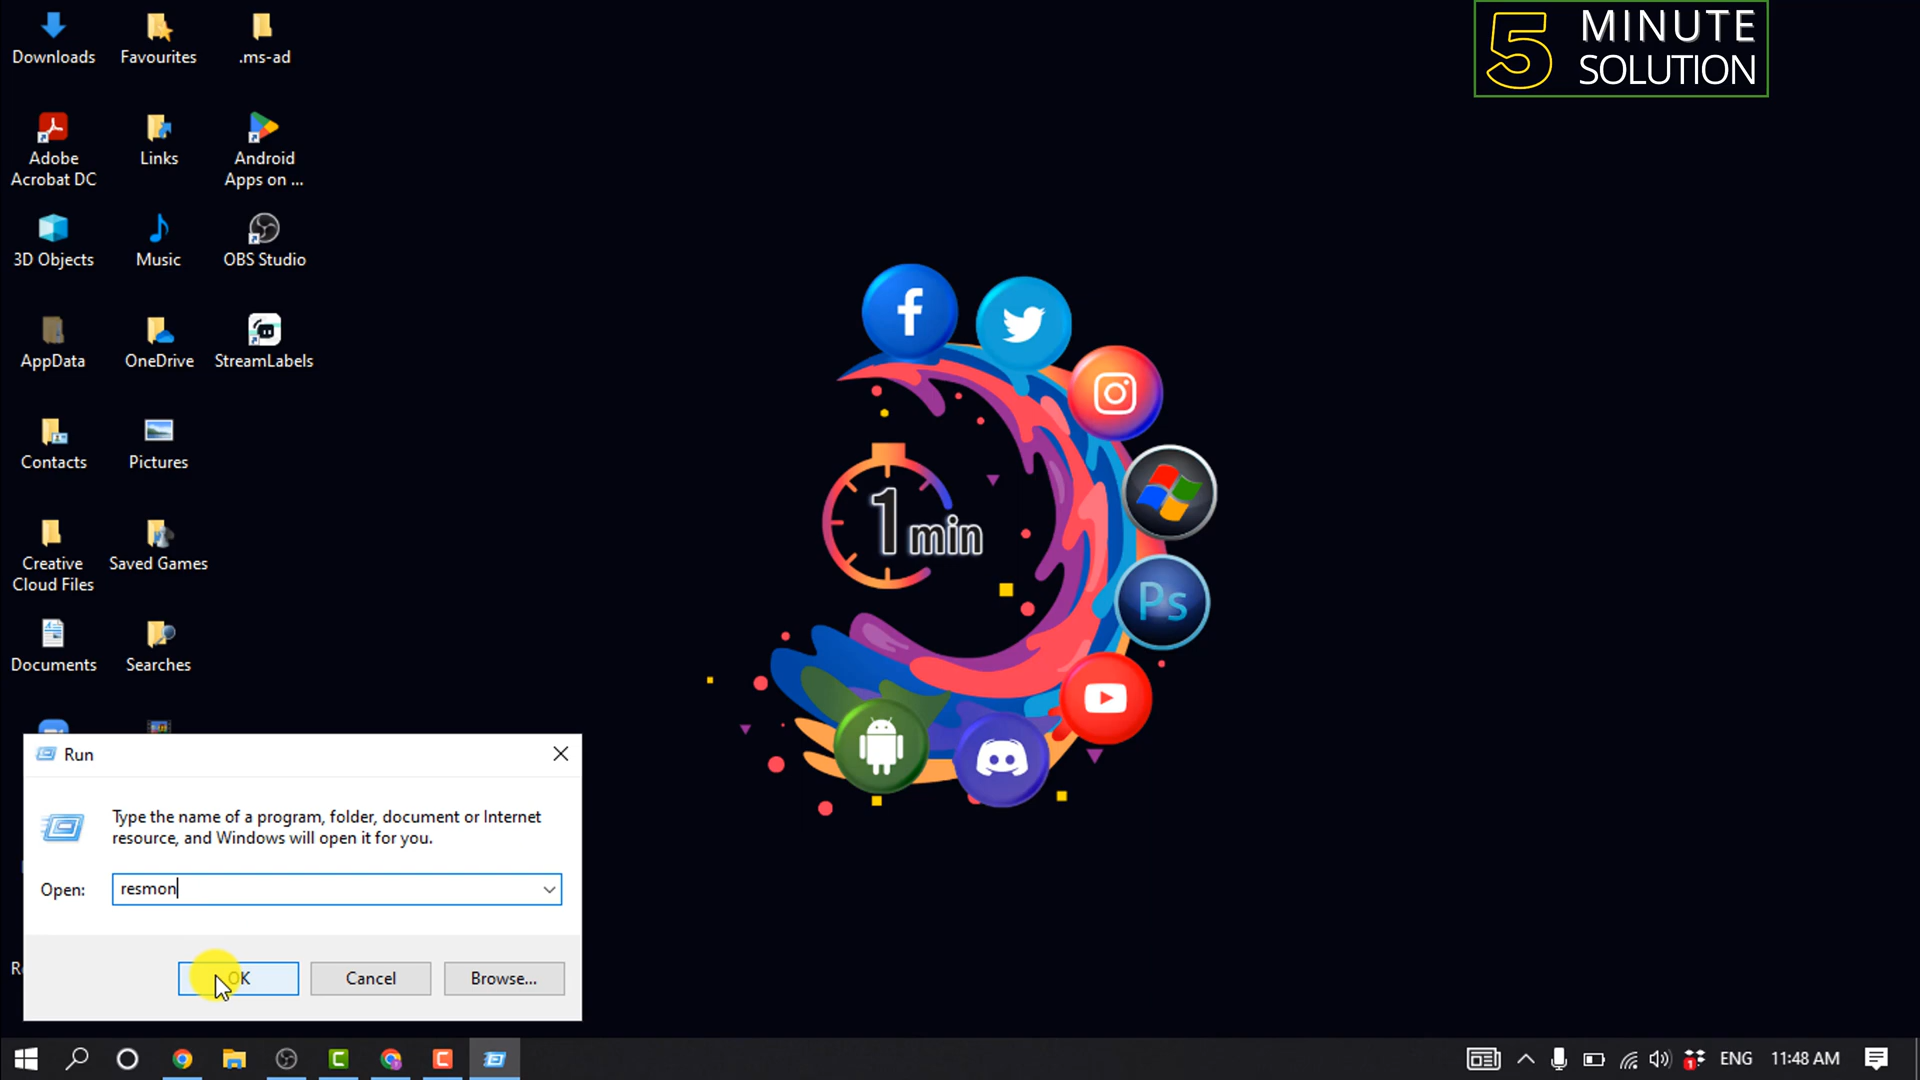 Downloads
Favourites
.ms-ad
5 MINUTE
SOLUTION
Adobe
Acrobat DC
Links
Android
Apps on ...
3D Objects
Music
OBS Studio
AppData
OneDrive
StreamLabels
Contacts
Pictures
Creative
Cloud Files
Saved Games
Documents
Searches
1 min
Ps
Run
Type the name of a program, folder, document or Internet
resource, and Windows will open it for you.
Open:
resmon
OK
Cancel
Browse...
ENG
11:48 AM